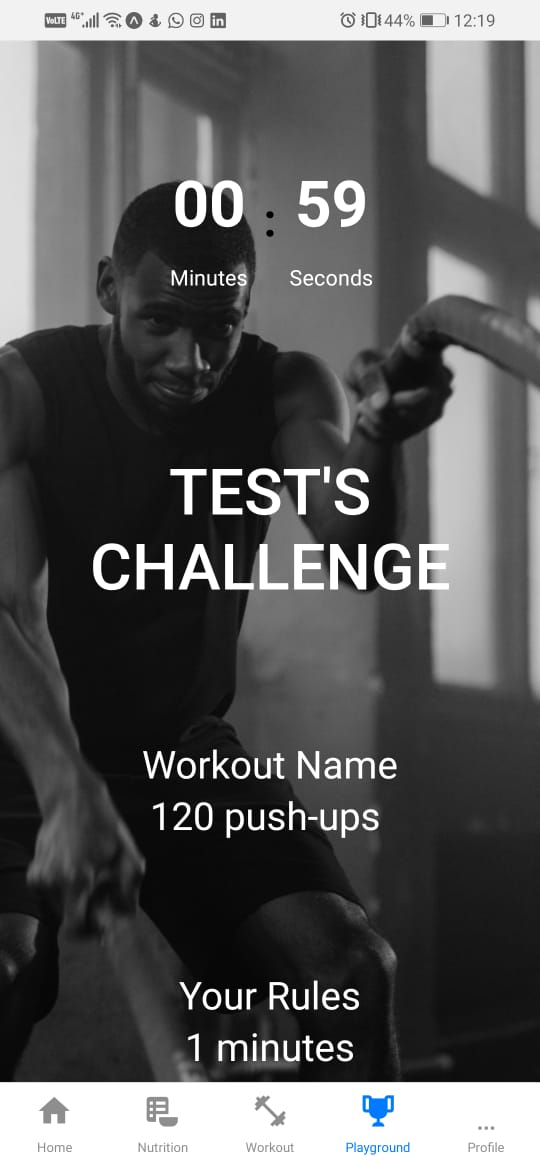 VoLTE 4G+ 44% 12:19
00 : 59
Minutes Seconds
TEST'S
CHALLENGE
Workout Name
120 push-ups
Your Rules
1 minutes
Home Nutrition Workout Playground Profile